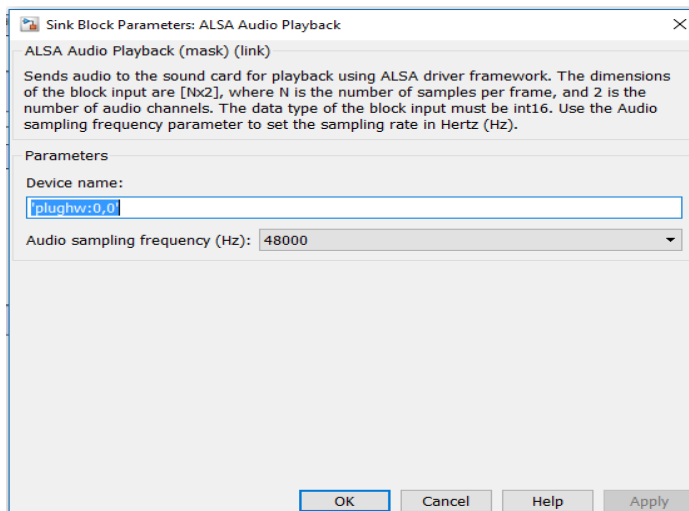 Sink Block Parameters: ALSA Audio Playback
ALSA Audio Playback (mask) (link)
Sends audio to the sound card for playback using ALSA driver framework. The dimensions
of the block input are [Nx2], where N is the number of samples per frame, and 2 is the
number of audio channels. The data type of the block input must be int16. Use the Audio
sampling frequency parameter to set the sampling rate in Hertz (Hz).
Parameters
Device name:
'plughw:0,0'
Audio sampling frequency (Hz): 48000
OK Cancel Help Apply